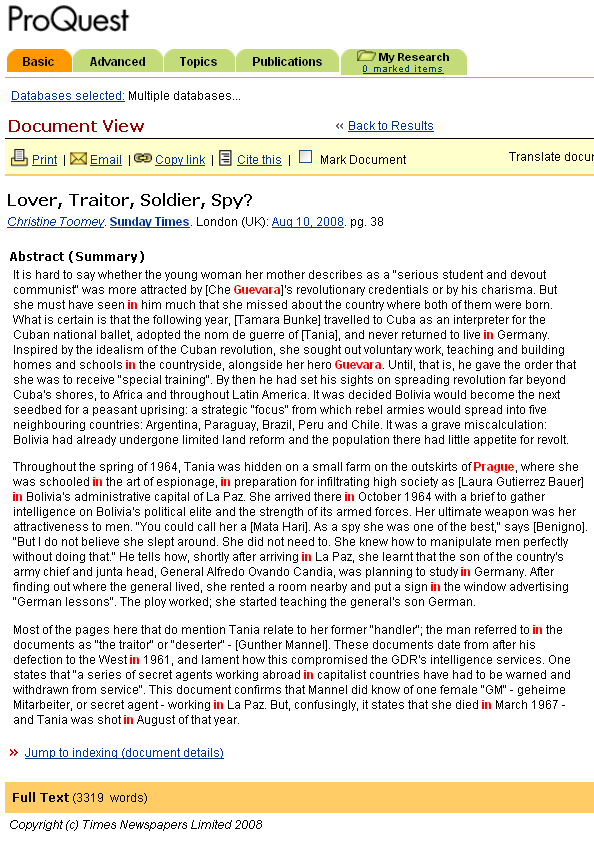 ProQuest
Basic Advanced Topics Publications My Research
0 marked items
Databases selected: Multiple databases...
Document View « Back to Results
Print | Email | Copy link | Cite this | Mark Document Translate docur
Lover, Traitor, Soldier, Spy?
Christine Toomey. Sunday Times. London (UK): Aug 10, 2008. pg. 38
Abstract (Summary)
It is hard to say whether the young woman her mother describes as a "serious student and devout
communist" was more attracted by [Che Guevara]'s revolutionary credentials or by his charisma. But
she must have seen in him much that she missed about the country where both of them were born.
What is certain is that the following year, [Tamara Bunke] travelled to Cuba as an interpreter for the
Cuban national ballet, adopted the nom de guerre of [Tania], and never returned to live in Germany.
Inspired by the idealism of the Cuban revolution, she sought out voluntary work, teaching and building
homes and schools in the countryside, alongside her hero Guevara. Until, that is, he gave the order that
she was to receive "special training". By then he had set his sights on spreading revolution far beyond
Cuba's shores, to Africa and throughout Latin America. It was decided Bolivia would become the next
seedbed for a peasant uprising: a strategic "focus" from which rebel armies would spread into five
neighbouring countries: Argentina, Paraguay, Brazil, Peru and Chile. It was a grave miscalculation:
Bolivia had already undergone limited land reform and the population there had little appetite for revolt.
Throughout the spring of 1964, Tania was hidden on a small farm on the outskirts of Prague, where she
was schooled in the art of espionage, in preparation for infiltrating high society as [Laura Gutierrez Bauer]
in Bolivia's administrative capital of La Paz. She arrived there in October 1964 with a brief to gather
intelligence on Bolivia's political elite and the strength of its armed forces. Her ultimate weapon was her
attractiveness to men. "You could call her a [Mata Hari]. As a spy she was one of the best," says [Benigno].
"But I do not believe she slept around. She did not need to. She knew how to manipulate men perfectly
without doing that." He tells how, shortly after arriving in La Paz, she learnt that the son of the country's
army chief and junta head, General Alfredo Ovando Candia, was planning to study in Germany. After
finding out where the general lived, she rented a room nearby and put a sign in the window advertising
"German lessons". The ploy worked; she started teaching the general's son German.
Most of the pages here that do mention Tania relate to her former "handler"; the man referred to in the
documents as "the traitor" or "deserter" - [Gunther Mannel]. These documents date from after his
defection to the West in 1961, and lament how this compromised the GDR's intelligence services. One
states that "a series of secret agents working abroad in capitalist countries have had to be warned and
withdrawn from service". This document confirms that Mannel did know of one female "GM" - geheime
Mitarbeiter, or secret agent - working in La Paz. But, confusingly, it states that she died in March 1967 -
and Tania was shot in August of that year.
» Jump to indexing (document details)
Full Text (3319 words)
Copyright (c) Times Newspapers Limited 2008